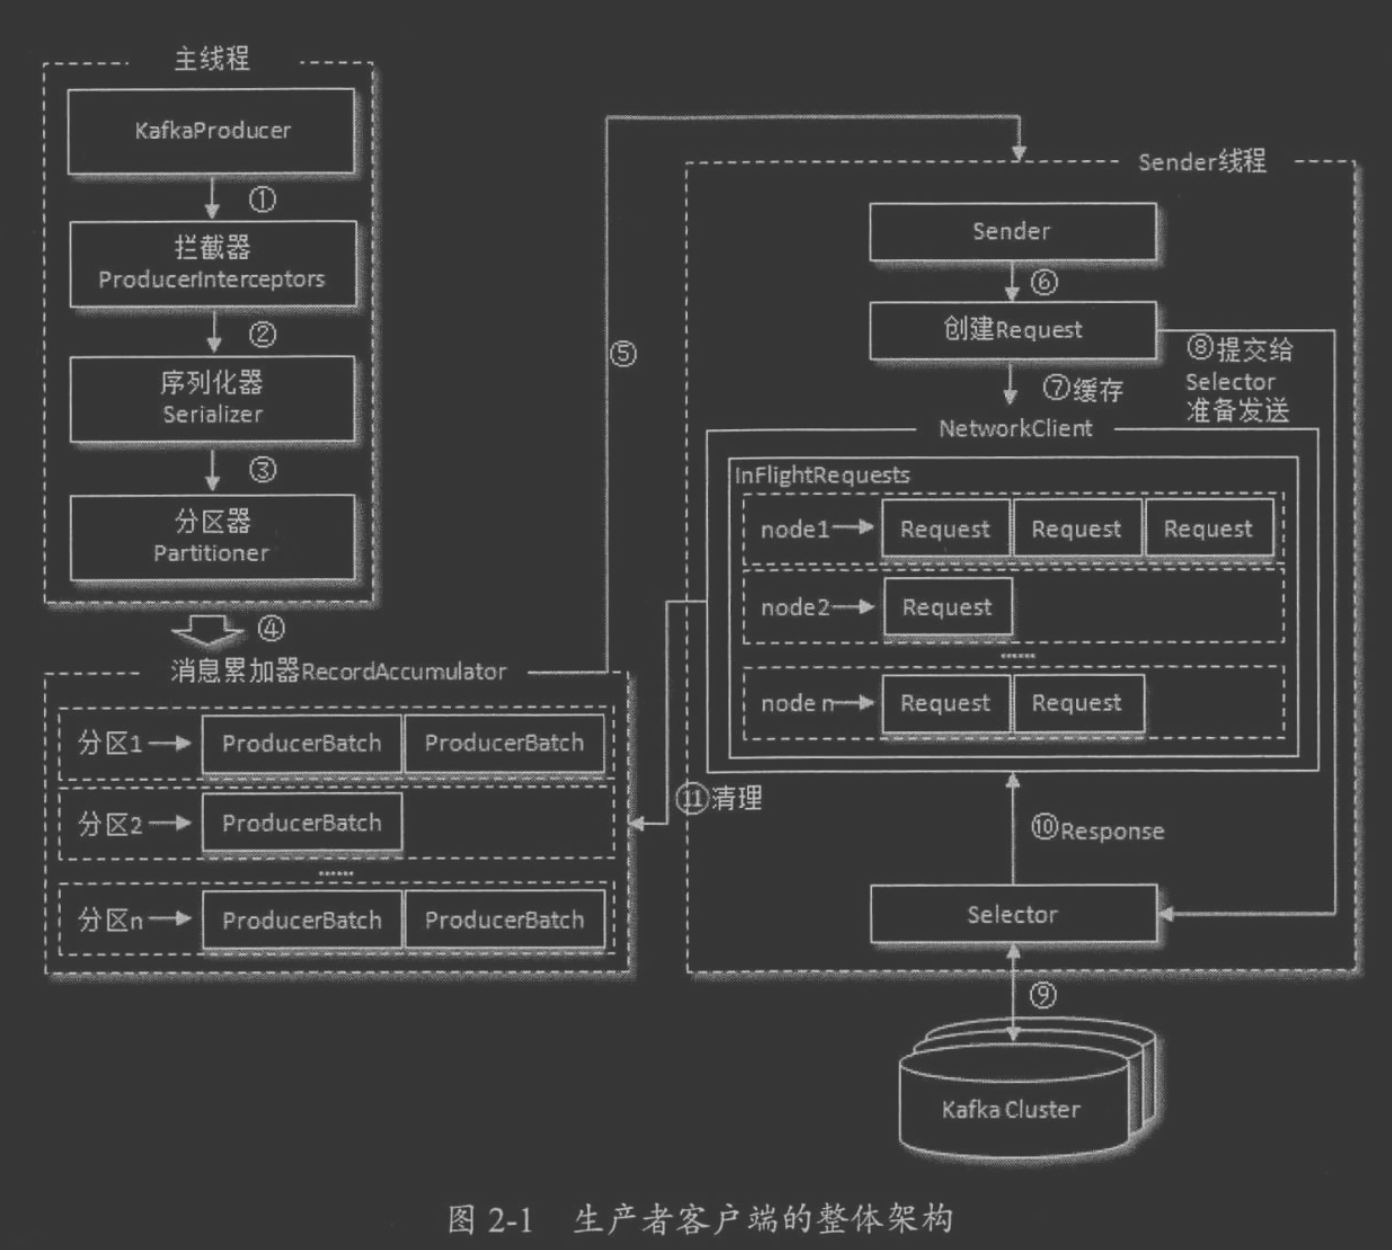 主线程
KafkaProducer
①
拦截器
ProducerInterceptors
②
序列化器
Serializer
③
分区器
Partitioner
④
消息累加器RecordAccumulator
分区1
ProducerBatch
ProducerBatch
分区2
ProducerBatch
......
分区n
ProducerBatch
ProducerBatch
⑤
Sender线程
Sender
⑥
创建Request
⑦缓存
⑧提交给
Selector
准备发送
NetworkClient
InFlightRequests
node1
Request
Request
Request
node2
Request
......
node n
Request
Request
⑪清理
⑩Response
Selector
⑨
Kafka Cluster
图 2-1 生产者客户端的整体架构